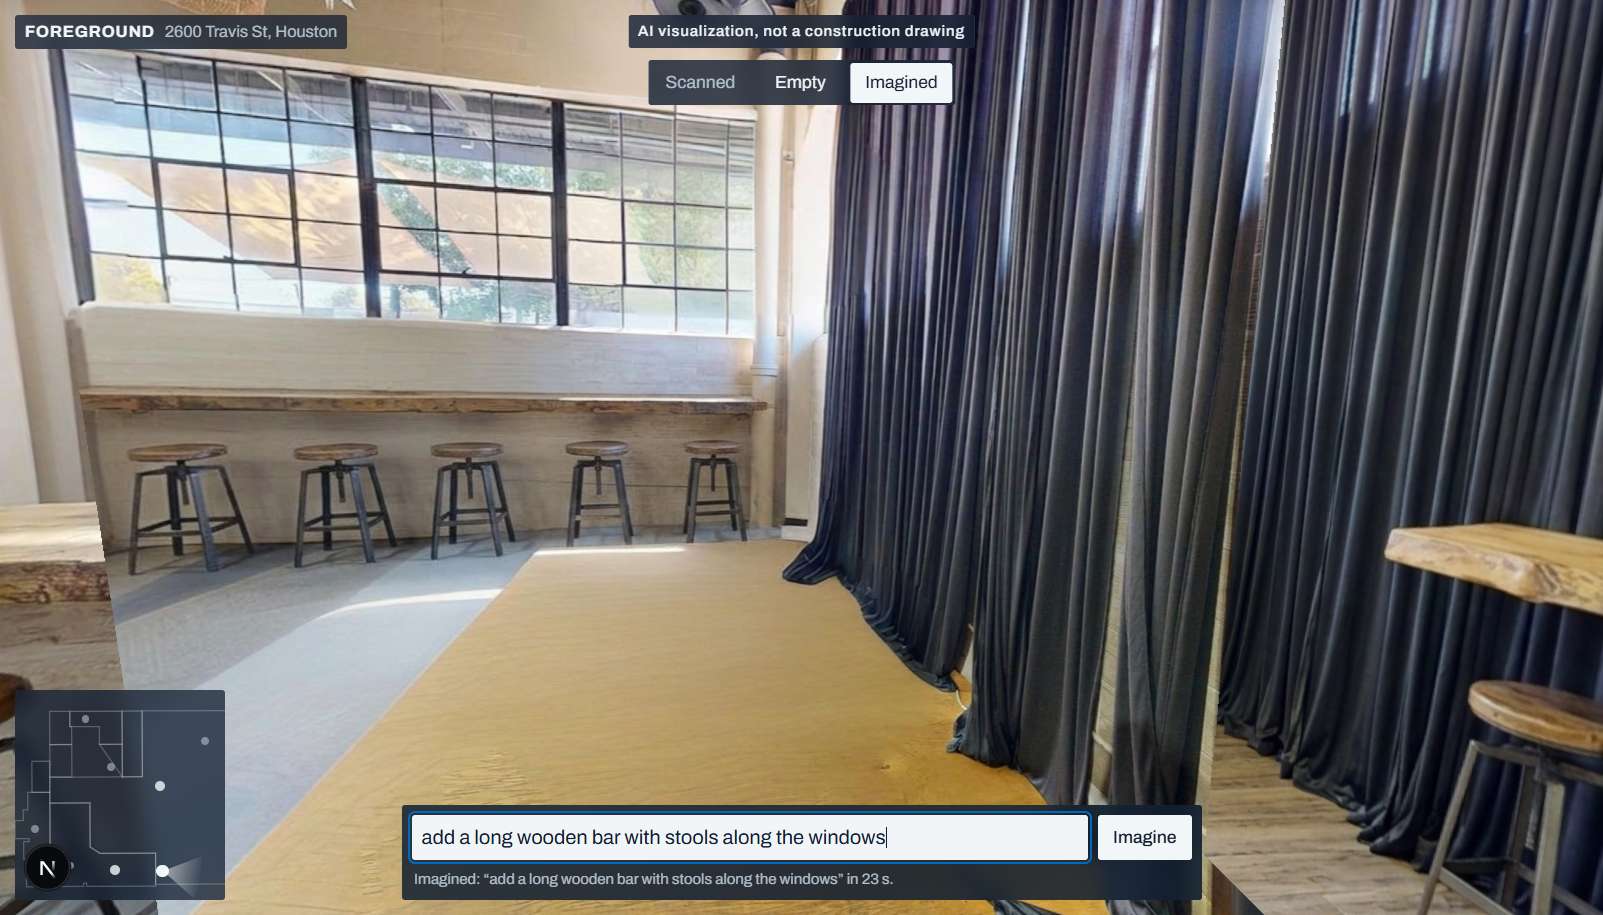 FOREGROUND 2600 Travis St, Houston
AI visualization, not a construction drawing
Scanned Empty Imagined
add a long wooden bar with stools along the windows
Imagine
Imagined: “add a long wooden bar with stools along the windows” in 23 s.
N